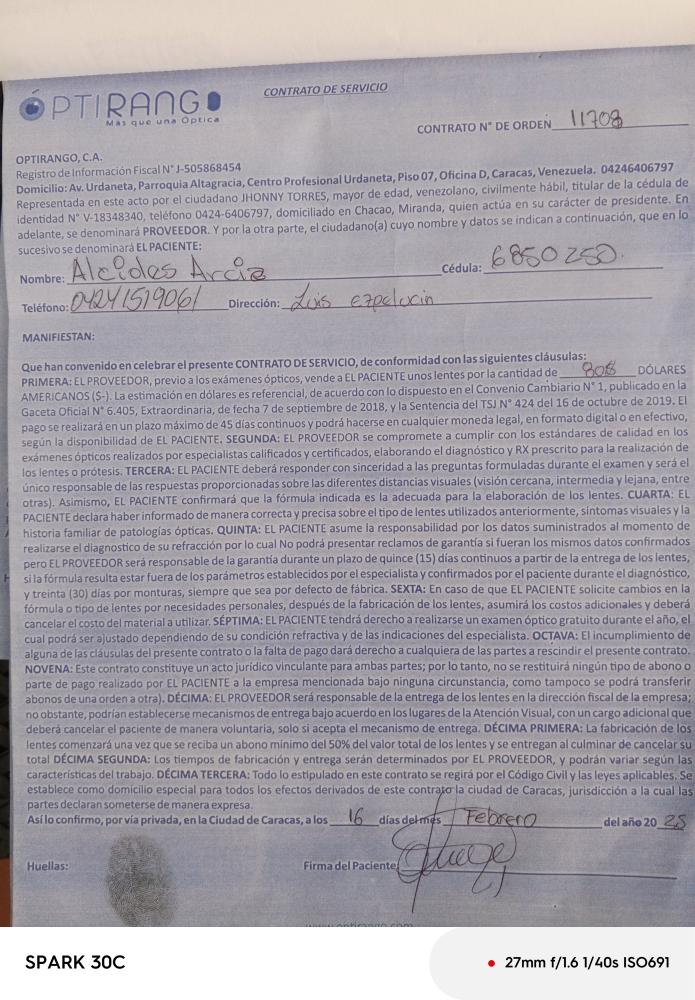 CONTRATO DE SERVICIO
ÓPTIRANGO
Más que una Óptica
CONTRATO N° DE ORDEN 11708
OPTIRANGO, C.A.
Registro de Información Fiscal N° J-505868454
Domicilio: Av. Urdaneta, Parroquia Altagracia, Centro Profesional Urdaneta, Piso 07, Oficina D, Caracas, Venezuela. 04246406797
Representada en este acto por el ciudadano JHONNY TORRES, mayor de edad, venezolano, civilmente hábil, titular de la cédula de
identidad N° V-18348340, teléfono 0424-6406797, domiciliado en Chacao, Miranda, quien actúa en su carácter de presidente. En
adelante, se denominará PROVEEDOR. Y por la otra parte, el ciudadano(a) cuyo nombre y datos se indican a continuación, que en lo
sucesivo se denominará EL PACIENTE:
Nombre: Alcides Arcia Cédula: 6850250.
Teléfono: 04241519061 Dirección: Luis
MANIFIESTAN:
Que han convenido en celebrar el presente CONTRATO DE SERVICIO, de conformidad con las siguientes cláusulas:
PRIMERA: EL PROVEEDOR, previo a los exámenes ópticos, vende a EL PACIENTE unos lentes por la cantidad de DÓLARES
AMERICANOS ($-). La estimación en dólares es referencial, de acuerdo con lo dispuesto en el Convenio Cambiario N° 1, publicado en la
Gaceta Oficial N° 6.405, Extraordinaria, de fecha 7 de septiembre de 2018, y la Sentencia del TSJ N° 424 del 16 de octubre de 2019. El
pago se realizará en un plazo máximo de 45 días continuos y podrá hacerse en cualquier moneda legal, en formato digital o en efectivo,
según la disponibilidad de EL PACIENTE. SEGUNDA: EL PROVEEDOR se compromete a cumplir con los estándares de calidad en los
exámenes ópticos realizados por especialistas calificados y certificados, elaborando el diagnóstico y RX prescrito para la realización de
los lentes o prótesis. TERCERA: EL PACIENTE deberá responder con sinceridad a las preguntas formuladas durante el examen y será el
único responsable de las respuestas proporcionadas sobre las diferentes distancias visuales (visión cercana, intermedia y lejana, entre
otras). Asimismo, EL PACIENTE confirmará que la fórmula indicada es la adecuada para la elaboración de los lentes. CUARTA: EL
PACIENTE declara haber informado de manera correcta y precisa sobre el tipo de lentes utilizados anteriormente, síntomas visuales y la
historia familiar de patologías ópticas. QUINTA: EL PACIENTE asume la responsabilidad por los datos suministrados al momento de
realizarse el diagnostico de su refracción por lo cual No podrá presentar reclamos de garantía si fueran los mismos datos confirmados
pero EL PROVEEDOR será responsable de la garantía durante un plazo de quince (15) días continuos a partir de la entrega de los lentes,
si la fórmula resulta estar fuera de los parámetros establecidos por el especialista y confirmados por el paciente durante el diagnóstico,
y treinta (30) días por monturas, siempre que sea por defecto de fábrica. SEXTA: En caso de que EL PACIENTE solicite cambios en la
fórmula o tipo de lentes por necesidades personales, después de la fabricación de los lentes, asumirá los costos adicionales y deberá
cancelar el costo del material a utilizar. SÉPTIMA: EL PACIENTE tendrá derecho a realizarse un examen óptico gratuito durante el año, el
cual podrá ser ajustado dependiendo de su condición refractiva y de las indicaciones del especialista. OCTAVA: El incumplimiento de
alguna de las cláusulas del presente contrato o la falta de pago dará derecho a cualquiera de las partes a rescindir el presente contrato.
NOVENA: Este contrato constituye un acto jurídico vinculante para ambas partes; por lo tanto, no se restituirá ningún tipo de abono o
parte de pago realizado por EL PACIENTE a la empresa mencionada bajo ninguna circunstancia, como tampoco se podrá transferir
abonos de una orden a otra). DÉCIMA: EL PROVEEDOR será responsable de la entrega de los lentes en la dirección fiscal de la empresa;
no obstante, podrían establecerse mecanismos de entrega bajo acuerdo en los lugares de la Atención Visual, con un cargo adicional que
deberá cancelar el paciente de manera voluntaria, solo si acepta el mecanismo de entrega. DÉCIMA PRIMERA: La fabricación de los
lentes comenzará una vez que se reciba un abono minimo del 50% del valor total de los lentes y se entregan al culminar de cancelar su
total DÉCIMA SEGUNDA: Los tiempos de fabricación y entrega serán determinados por EL PROVEEDOR, y podrán variar según las
características del trabajo. DÉCIMA TERCERA: Todo lo estipulado en este contrato se regirá por el Código Civil y las leyes aplicables. Se
establece como domicilio especial para todos los efectos derivados de este contrato la ciudad de Caracas, jurisdicción a la cual las
partes declaran someterse de manera expresa.
Así lo confirmo, por vía privada, en la Ciudad de Caracas, a los 16 días del mes Febrero del año 20 25
Huellas: Firma del Paciente
www.optirango.com
SPARK 30C
27mm f/1.6 1/40s ISO691